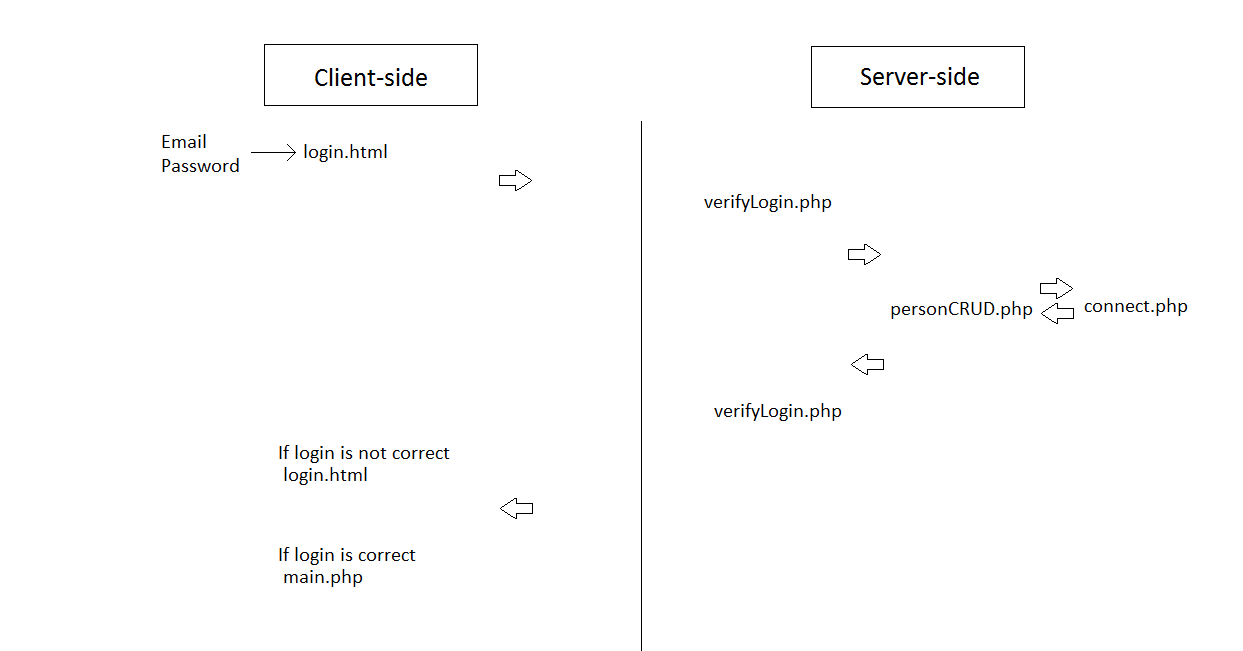 Client-side
Server-side
Email
Password
login.html
verifyLogin.php
personCRUD.php
connect.php
verifyLogin.php
If login is not correct
login.html
If login is correct
main.php